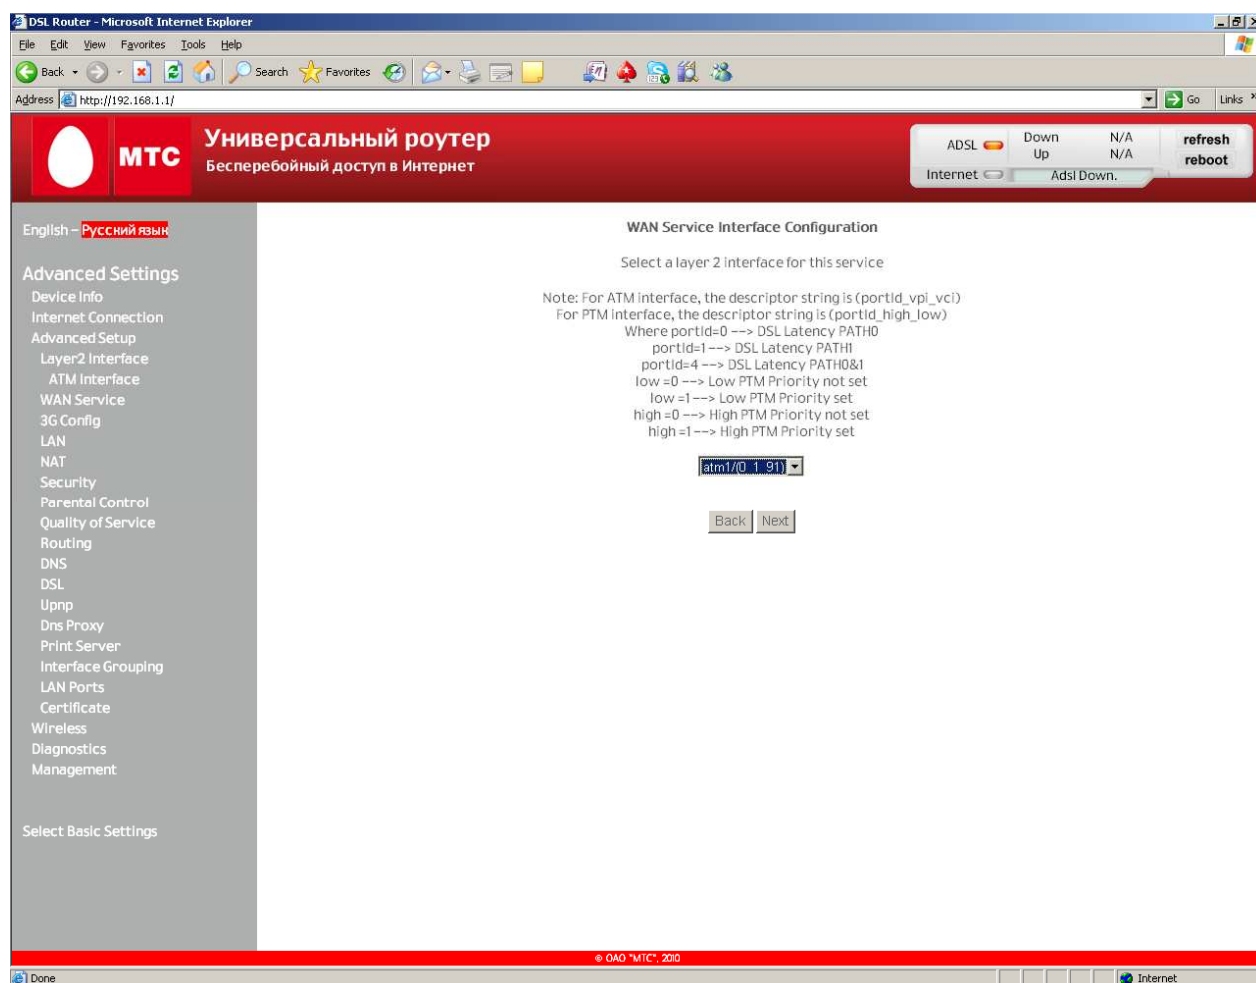 DSL Router - Microsoft Internet Explorer
File Edit View Favorites Tools Help
Back Search Favorites
Address http://192.168.1.1/ Go Links
МТС
Универсальный роутер
Бесперебойный доступ в Интернет
ADSL Down N/A
Up N/A
Internet Adsl Down.
refresh
reboot
English – Русский язык
Advanced Settings
Device Info
Internet Connection
Advanced Setup
Layer2 Interface
ATM Interface
WAN Service
3G Config
LAN
NAT
Security
Parental Control
Quality of Service
Routing
DNS
DSL
Upnp
Dns Proxy
Print Server
Interface Grouping
LAN Ports
Certificate
Wireless
Diagnostics
Management
Select Basic Settings
WAN Service Interface Configuration
Select a layer 2 interface for this service
Note: For ATM interface, the descriptor string is (portId_vpi_vci)
For PTM interface, the descriptor string is (portId_high_low)
Where portId=0 --> DSL Latency PATH0
portId=1 --> DSL Latency PATH1
portId=4 --> DSL Latency PATH0&1
low =0 --> Low PTM Priority not set
low =1 --> Low PTM Priority set
high =0 --> High PTM Priority not set
high =1 --> High PTM Priority set
atm1/(0_1_91)
Back Next
© ОАО "МТС", 2010
Done Internet